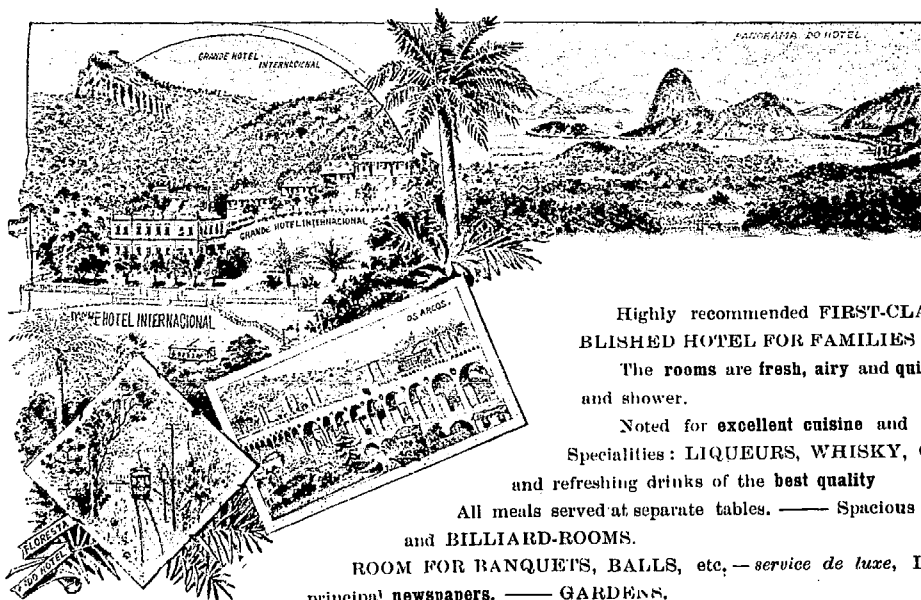 GRANDE HOTEL
INTERNACIONAL
PANORAMA DO HOTEL
GRANDE HOTEL INTERNACIONAL
HOTEL INTERNACIONAL
OS ARCOS
FLORESTA
HOTEL
Highly recommended FIRST-CLA
BLISHED HOTEL FOR FAMILIES
The rooms are fresh, airy and qui
and shower.
Noted for excellent cuisine and
Specialities: LIQUEURS, WHISKY,
and refreshing drinks of the best quality
All meals served at separate tables. — Spacious
and BILLIARD-ROOMS.
ROOM FOR BANQUETS, BALLS, etc, — service de luxe,
principal newspapers. — GARDENS.